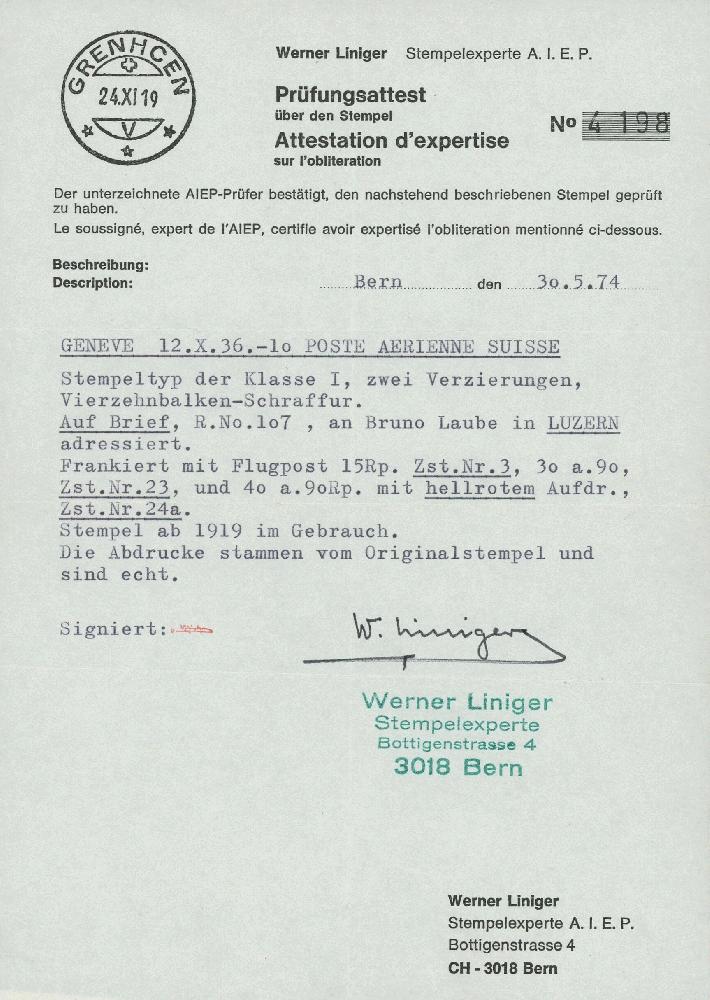 GRENHCEN
24.XI 19
V
Werner Liniger Stempelexperte A. I. E. P.
Prüfungsattest
über den Stempel
Attestation d'expertise
sur l'obliteration
No 4 198
Der unterzeichnete AIEP-Prüfer bestätigt, den nachstehend beschriebenen Stempel geprüft
zu haben.
Le soussigné, expert de l'AIEP, certifie avoir expertisé l'obliteration mentionné ci-dessous.
Beschreibung:
Description:
Bern den 3o.5.74
GENEVE 12.X.36.-lo POSTE AERIENNE SUISSE
Stempeltyp der Klasse I, zwei Verzierungen,
Vierzehnbalken-Schraffur.
Auf Brief, R.No.lo7 , an Bruno Laube in LUZERN
adressiert.
Frankiert mit Flugpost 15Rp. Zst.Nr.3, 3o a.9o,
Zst.Nr.23, und 4o a.9oRp. mit hellrotem Aufdr.,
Zst.Nr.24a.
Stempel ab 1919 im Gebrauch.
Die Abdrucke stammen vom Originalstempel und
sind echt.
Signiert:
W. Liniger
Werner Liniger
Stempelexperte
Bottigenstrasse 4
3018 Bern
Werner Liniger
Stempelexperte A. I. E. P.
Bottigenstrasse 4
CH - 3018 Bern